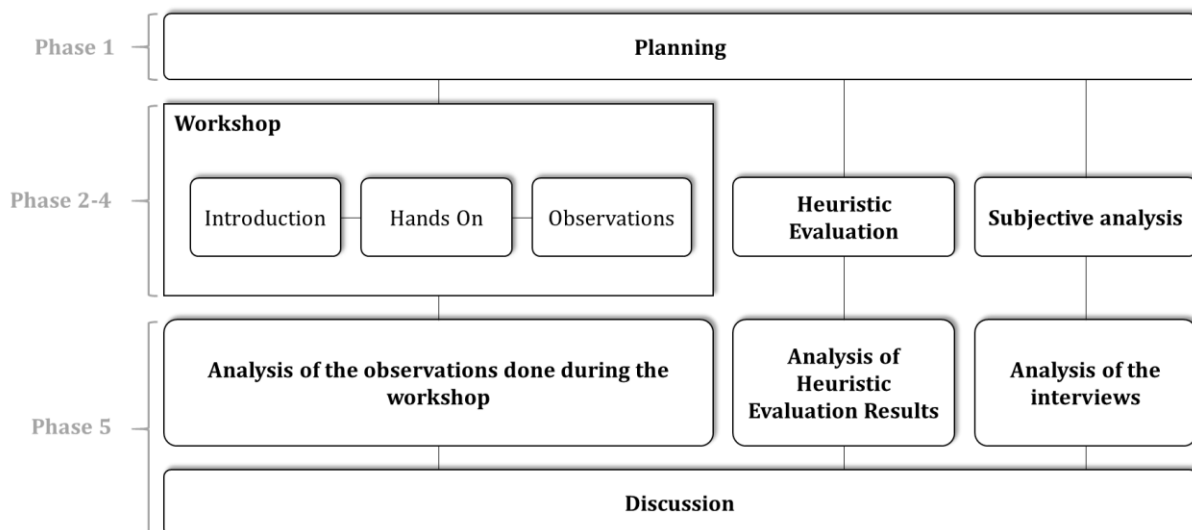 Phase 1
Planning
Phase 2-4
Workshop
Introduction
Hands On
Observations
Heuristic
Evaluation
Subjective analysis
Phase 5
Analysis of the observations done during the
workshop
Analysis of
Heuristic
Evaluation Results
Analysis of the
interviews
Discussion